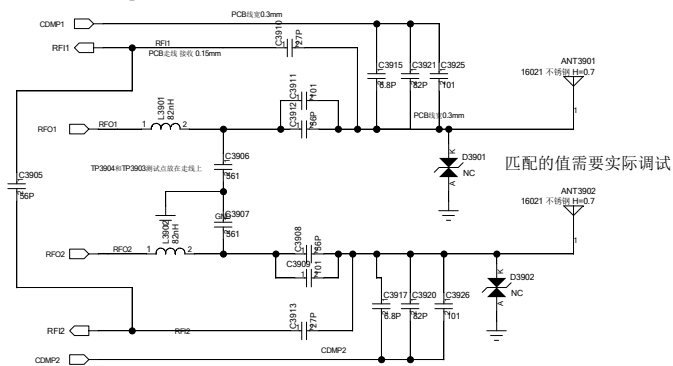 CDMP1
PCB线宽0.3mm
RFI1
RFI1
PCB走线 接收 0.15mm
C3910
27P
C3915
6.8P
C3921
82P
C3925
101
ANT3901
16021 不锈钢 H=0.7
1
C3911
101
C3912
56P
PCB线宽0.3mm
RFO1
RFO1
1
L3901
82nH
2
C3905
56P
C3906
561
TP3904和TP3903测试点放在走线上
K
D3901
NC
A
匹配的值需要实际调试
C3907
561
ANT3902
16021 不锈钢 H=0.7
1
RFO2
RFO2
1
L3902
82nH
2
C3908
56P
C3909
101
C3917
6.8P
C3920
82P
C3926
101
K
D3902
NC
A
RFI2
RFI2
C3913
27P
CDMP2
CDMP2